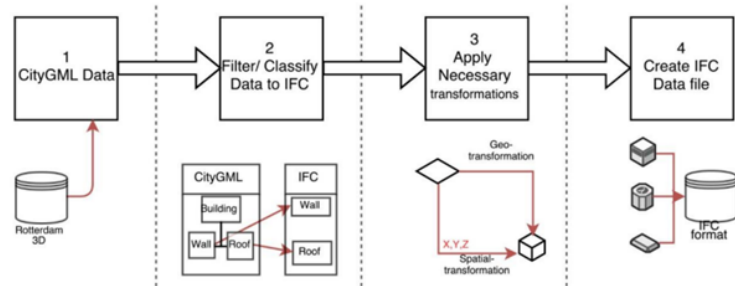 1
CityGML Data
2
Filter/ Classify
Data to IFC
3
Apply
Necessary
transformations
4
Create IFC
Data file
Rotterdam
3D
CityGML
Building
Wall
Roof
IFC
Wall
Roof
Geo-
transformation
X,Y,Z
Spatial-
transformation
IFC
format